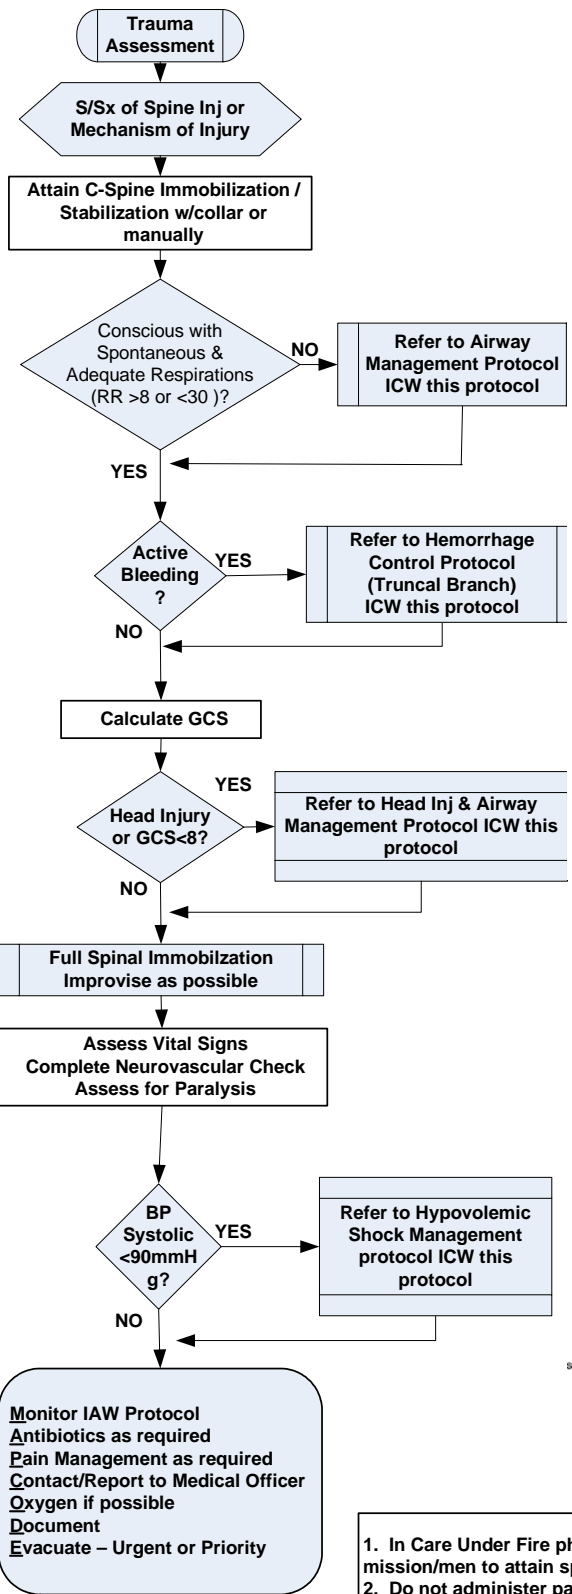 Trauma
Assessment
S/Sx of Spine Inj or
Mechanism of Injury
Attain C-Spine Immobilization /
Stabilization w/collar or
manually
Conscious with
Spontaneous &
Adequate Respirations
(RR >8 or <30 )?
NO
Refer to Airway
Management Protocol
ICW this protocol
YES
Active
Bleeding
?
YES
Refer to Hemorrhage
Control Protocol
(Truncal Branch)
ICW this protocol
NO
Calculate GCS
Head Injury
or GCS<8?
YES
Refer to Head Inj & Airway
Management Protocol ICW this
protocol
NO
Full Spinal Immobilzation
Improvise as possible
Assess Vital Signs
Complete Neurovascular Check
Assess for Paralysis
BP
Systolic
<90mmH
g?
YES
Refer to Hypovolemic
Shock Management
protocol ICW this
protocol
NO
Monitor IAW Protocol
Antibiotics as required
Pain Management as required
Contact/Report to Medical Officer
Oxygen if possible
Document
Evacuate – Urgent or Priority
1. In Care Under Fire
mission/men to attain
2. Do not administer